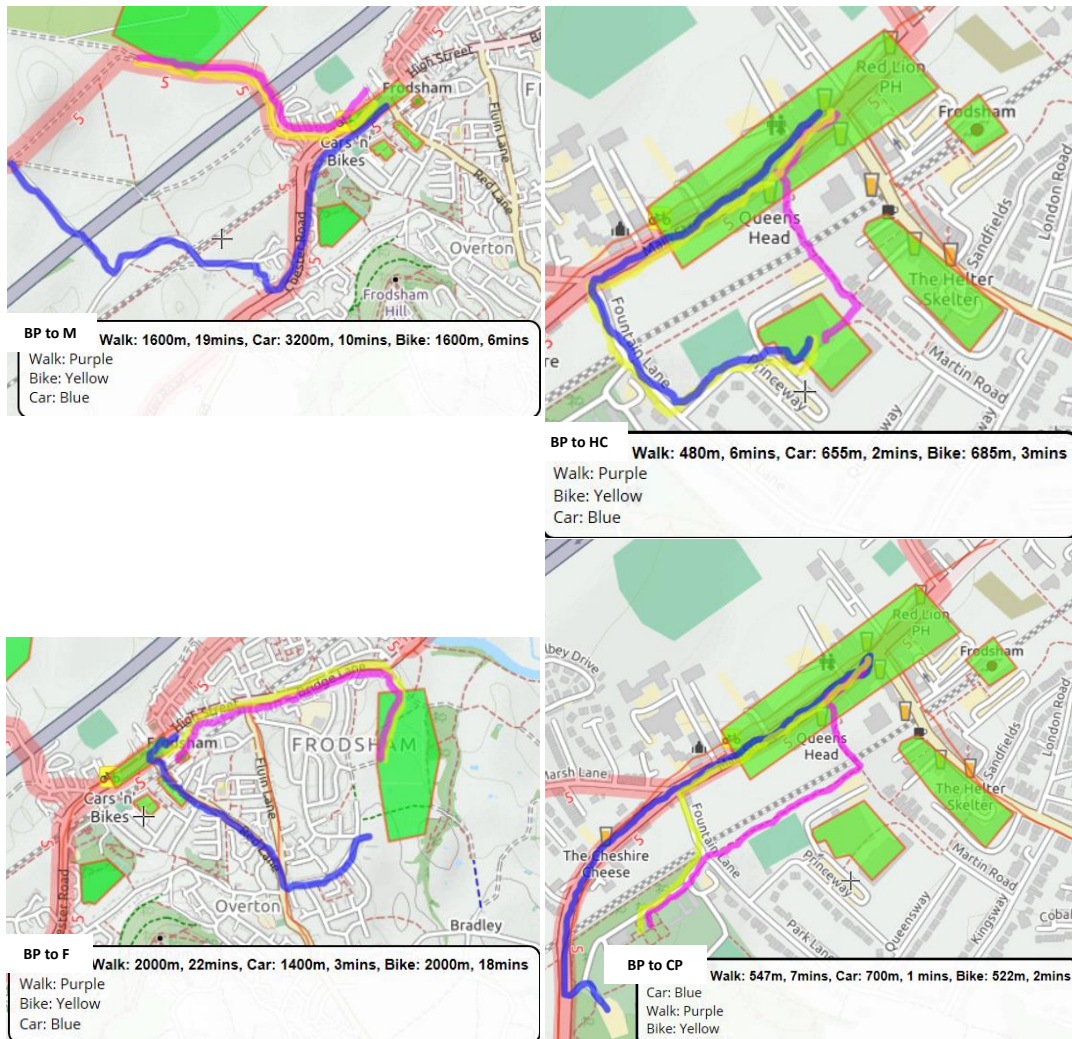 High Street
Frodsham
Cars 'n'
Bikes
Fluin Lane
Red Lane
Chester Road
Overton
Frodsham
Hill
BP to M
Walk: 1600m, 19mins, Car: 3200m, 10mins, Bike: 1600m, 6mins
Walk: Purple
Bike: Yellow
Car: Blue
Red Lion
PH
Frodsham
London Road
Sandfields
Queens
Head
The Helter
Skelter
Fountain Lane
Princeway
Martin Road
BP to HC
Walk: 480m, 6mins, Car: 655m, 2mins, Bike: 685m, 3mins
Walk: Purple
Bike: Yellow
Car: Blue
Bridge Lane
High Street
Frodsham
FRODSHAM
Fluin Lane
Cars 'n'
Bikes
Red Lane
Overton
Bradley
BP to F
Walk: 2000m, 22mins, Car: 1400m, 3mins, Bike: 2000m, 18mins
Walk: Purple
Bike: Yellow
Car: Blue
Red Lion
PH
Frodsham
London Road
Sandfields
Queens
Head
The Helter
Skelter
Fountain Lane
The Cheshire
Cheese
Princeway
Martin Road
Queensway
Kingsway
Park Lane
BP to CP
Walk: 547m, 7mins, Car: 700m, 1 mins, Bike: 522m, 2mins
Car: Blue
Walk: Purple
Bike: Yellow